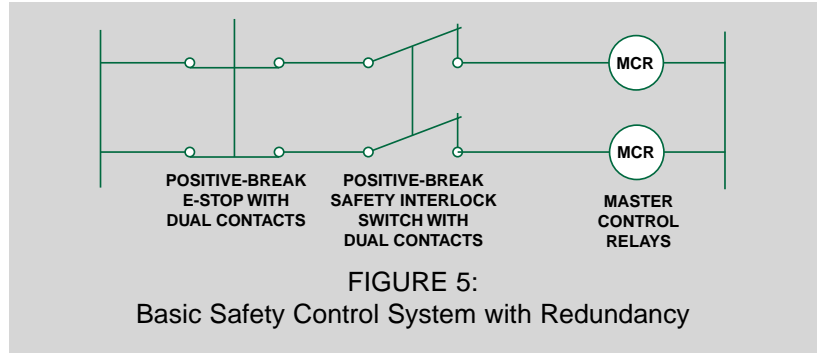 MCR
MCR
POSITIVE-BREAK
E-STOP WITH
DUAL CONTACTS
POSITIVE-BREAK
SAFETY INTERLOCK
SWITCH WITH
DUAL CONTACTS
MASTER
CONTROL
RELAYS
FIGURE 5:
Basic Safety Control System with Redundancy